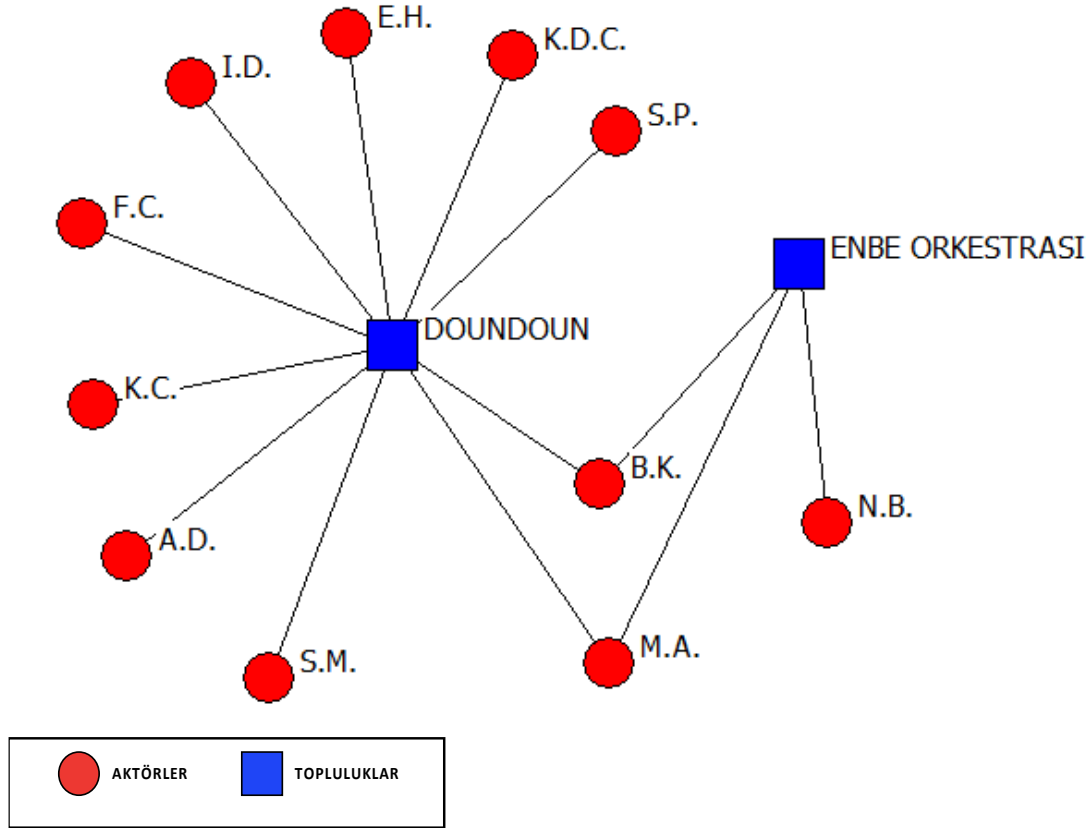 E.H.
K.D.C.
I.D.
S.P.
F.C.
ENBE ORKESTRASI
DOUNDOUN
K.C.
B.K.
N.B.
A.D.
M.A.
S.M.
AKTÖRLER
TOPLULUKLAR